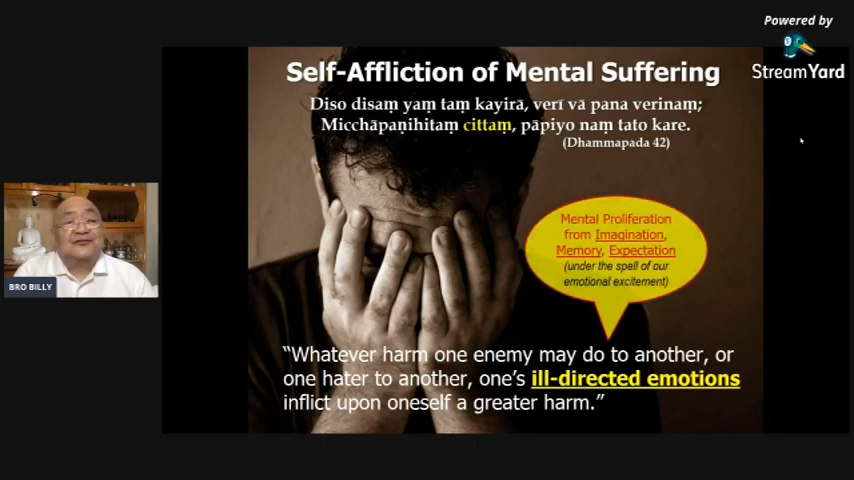 Powered by
StreamYard
Self-Affliction of Mental Suffering
Diso disaṃ yaṃ taṃ kayirā, verī vā pana verinaṃ;
Micchāpaṇihitaṃ cittaṃ, pāpiyo naṃ tato kare.
(Dhammapada 42)
Mental Proliferation
from Imagination,
Memory, Expectation
(under the spell of our
emotional excitement)
BRO BILLY
“Whatever harm one enemy may do to another, or
one hater to another, one’s ill-directed emotions
inflict upon oneself a greater harm.”